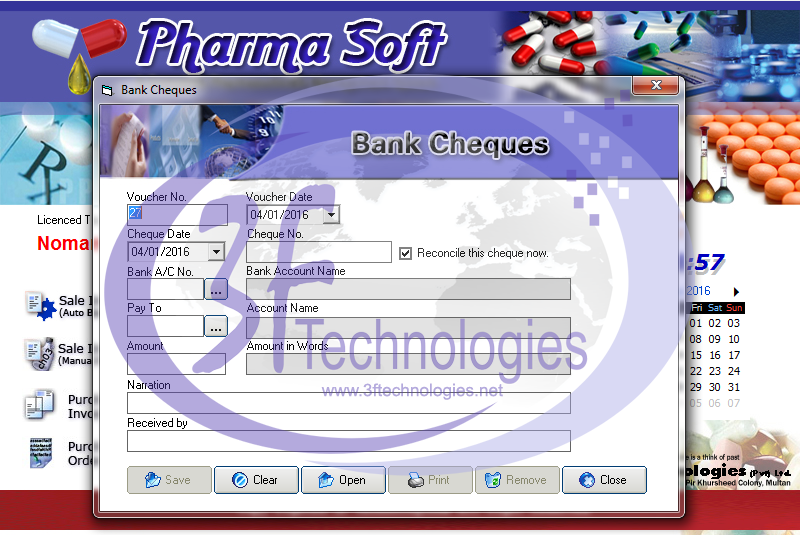 Pharma Soft
Bank Cheques
Bank Cheques
Licenced T
Noma
Voucher No.
Voucher Date
27
04/01/2016
Cheque Date
Cheque No.
04/01/2016
Reconcile this cheque now.
:57
Bank A/C No.
Bank Account Name
...
2016
Sale I
(Auto B
Pay To
Account Name
...
Fri Sat Sun
01 02 03
08 09 10
15 16 17
22 23 24
29 30 31
05 06 07
3f Technologies
www.3ftechnologies.net
Sale I
(Manua
Amount
Amount in Words
Narration
Purc
Invo
Received by
Purc
Orde
Save
Clear
Open
Print
Remove
Close
e is a think of past
ologies (Pvt) Ltd.
Pir Khursheed Colony, Multan